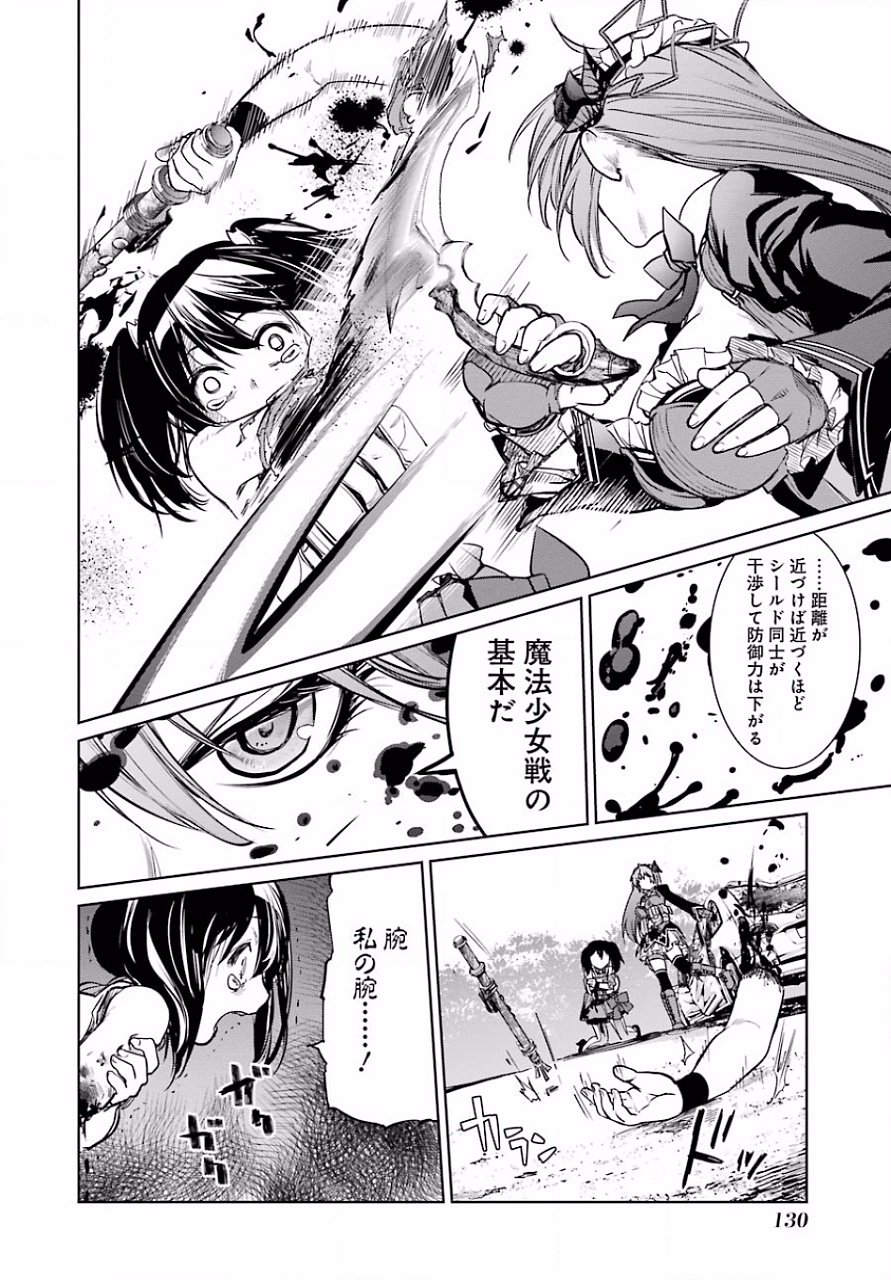 ……距離が
近づけば近づくほど
シールド同士が
干渉して防御力は下がる
魔法少女戦の
基本だ
ドッ
カラン
腕
私の腕……！
ガク
ガク
130